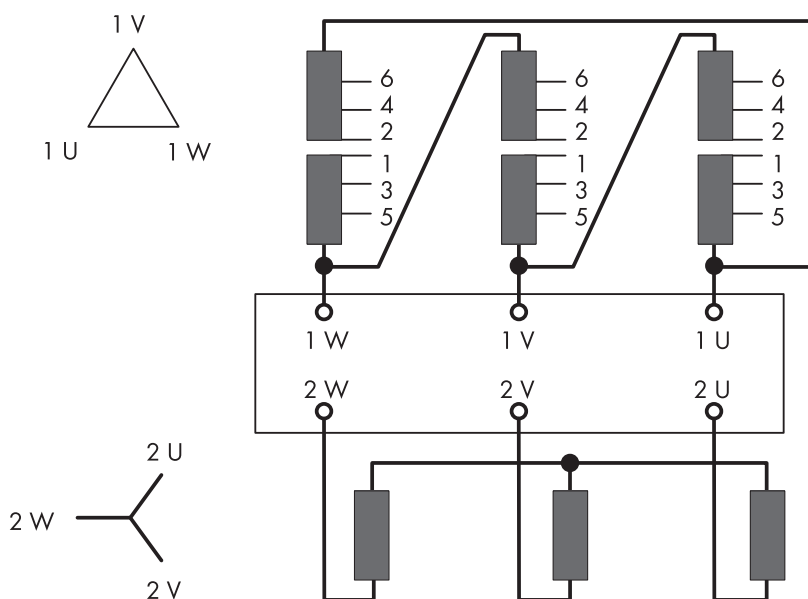 1 V
1 U 1 W
6 6 6
4 4 4
2 2 2
1 1 1
3 3 3
5 5 5
1 W 1 V 1 U
2 W 2 V 2 U
2 U
2 W
2 V